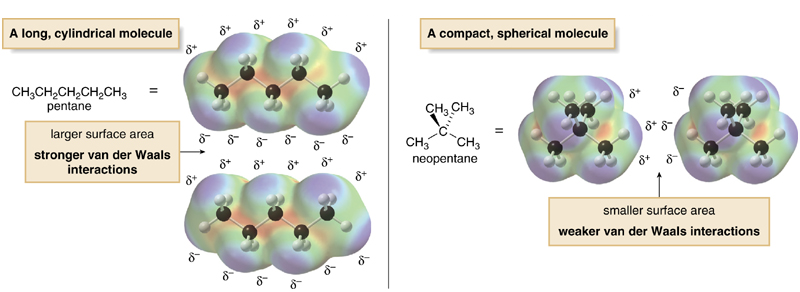 A long, cylindrical molecule
δ+ δ+ δ+ δ+
CH3CH2CH2CH2CH3 =
pentane
δ− δ− δ− δ− δ− δ−
larger surface area
stronger van der Waals
interactions
δ+ δ+ δ+ δ+ δ+
δ− δ− δ− δ− δ− δ−
A compact, spherical molecule
CH3 CH3
C
CH3 CH3
neopentane
=
δ+ δ−
δ+ δ−
δ+ δ−
smaller surface area
weaker van der Waals interactions